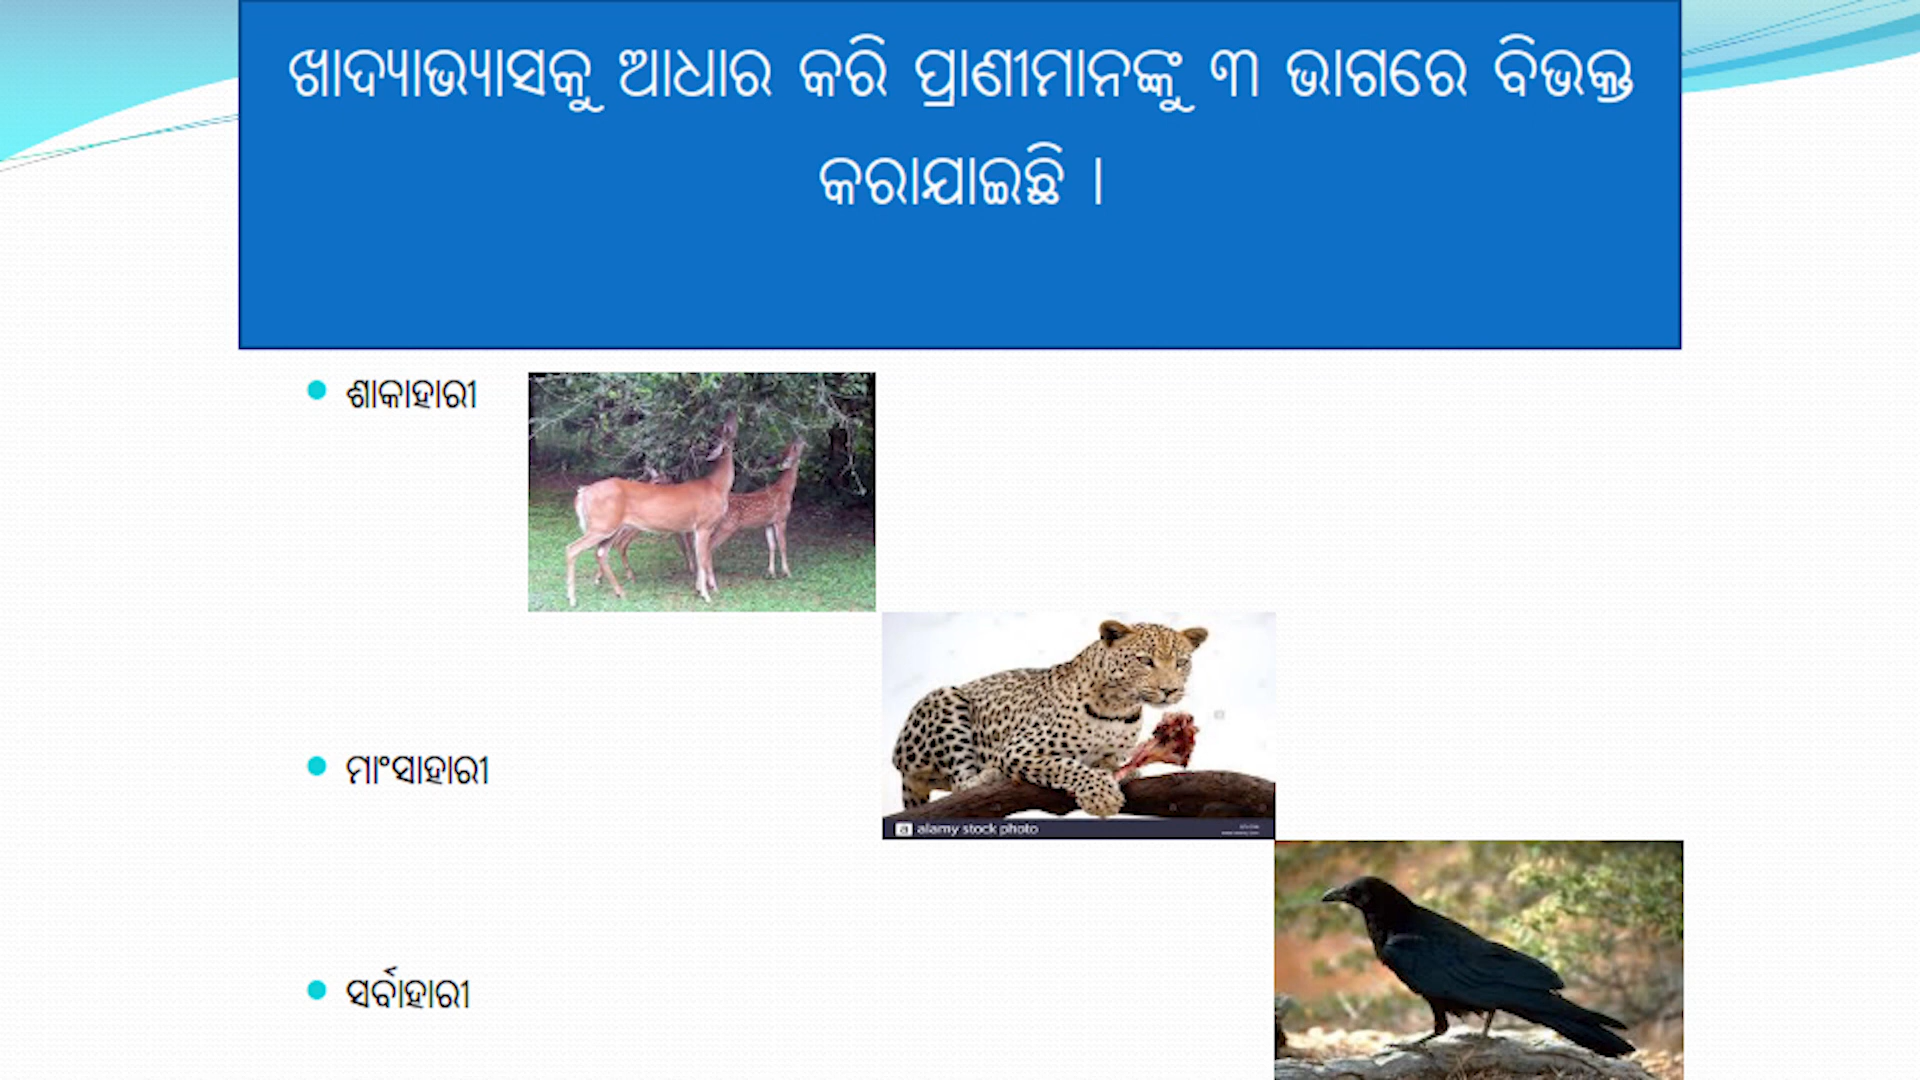 ଖାଦ୍ୟାଭ୍ୟାସକୁ ଆଧାର କରି ପ୍ରାଣୀମାନଙ୍କୁ ୩ ଭାଗରେ ବିଭକ୍ତ
କରାଯାଇଛି ।
ଶାକାହାରୀ
ମାଂସାହାରୀ
a alamy stock photo
ସର୍ବାହାରୀ